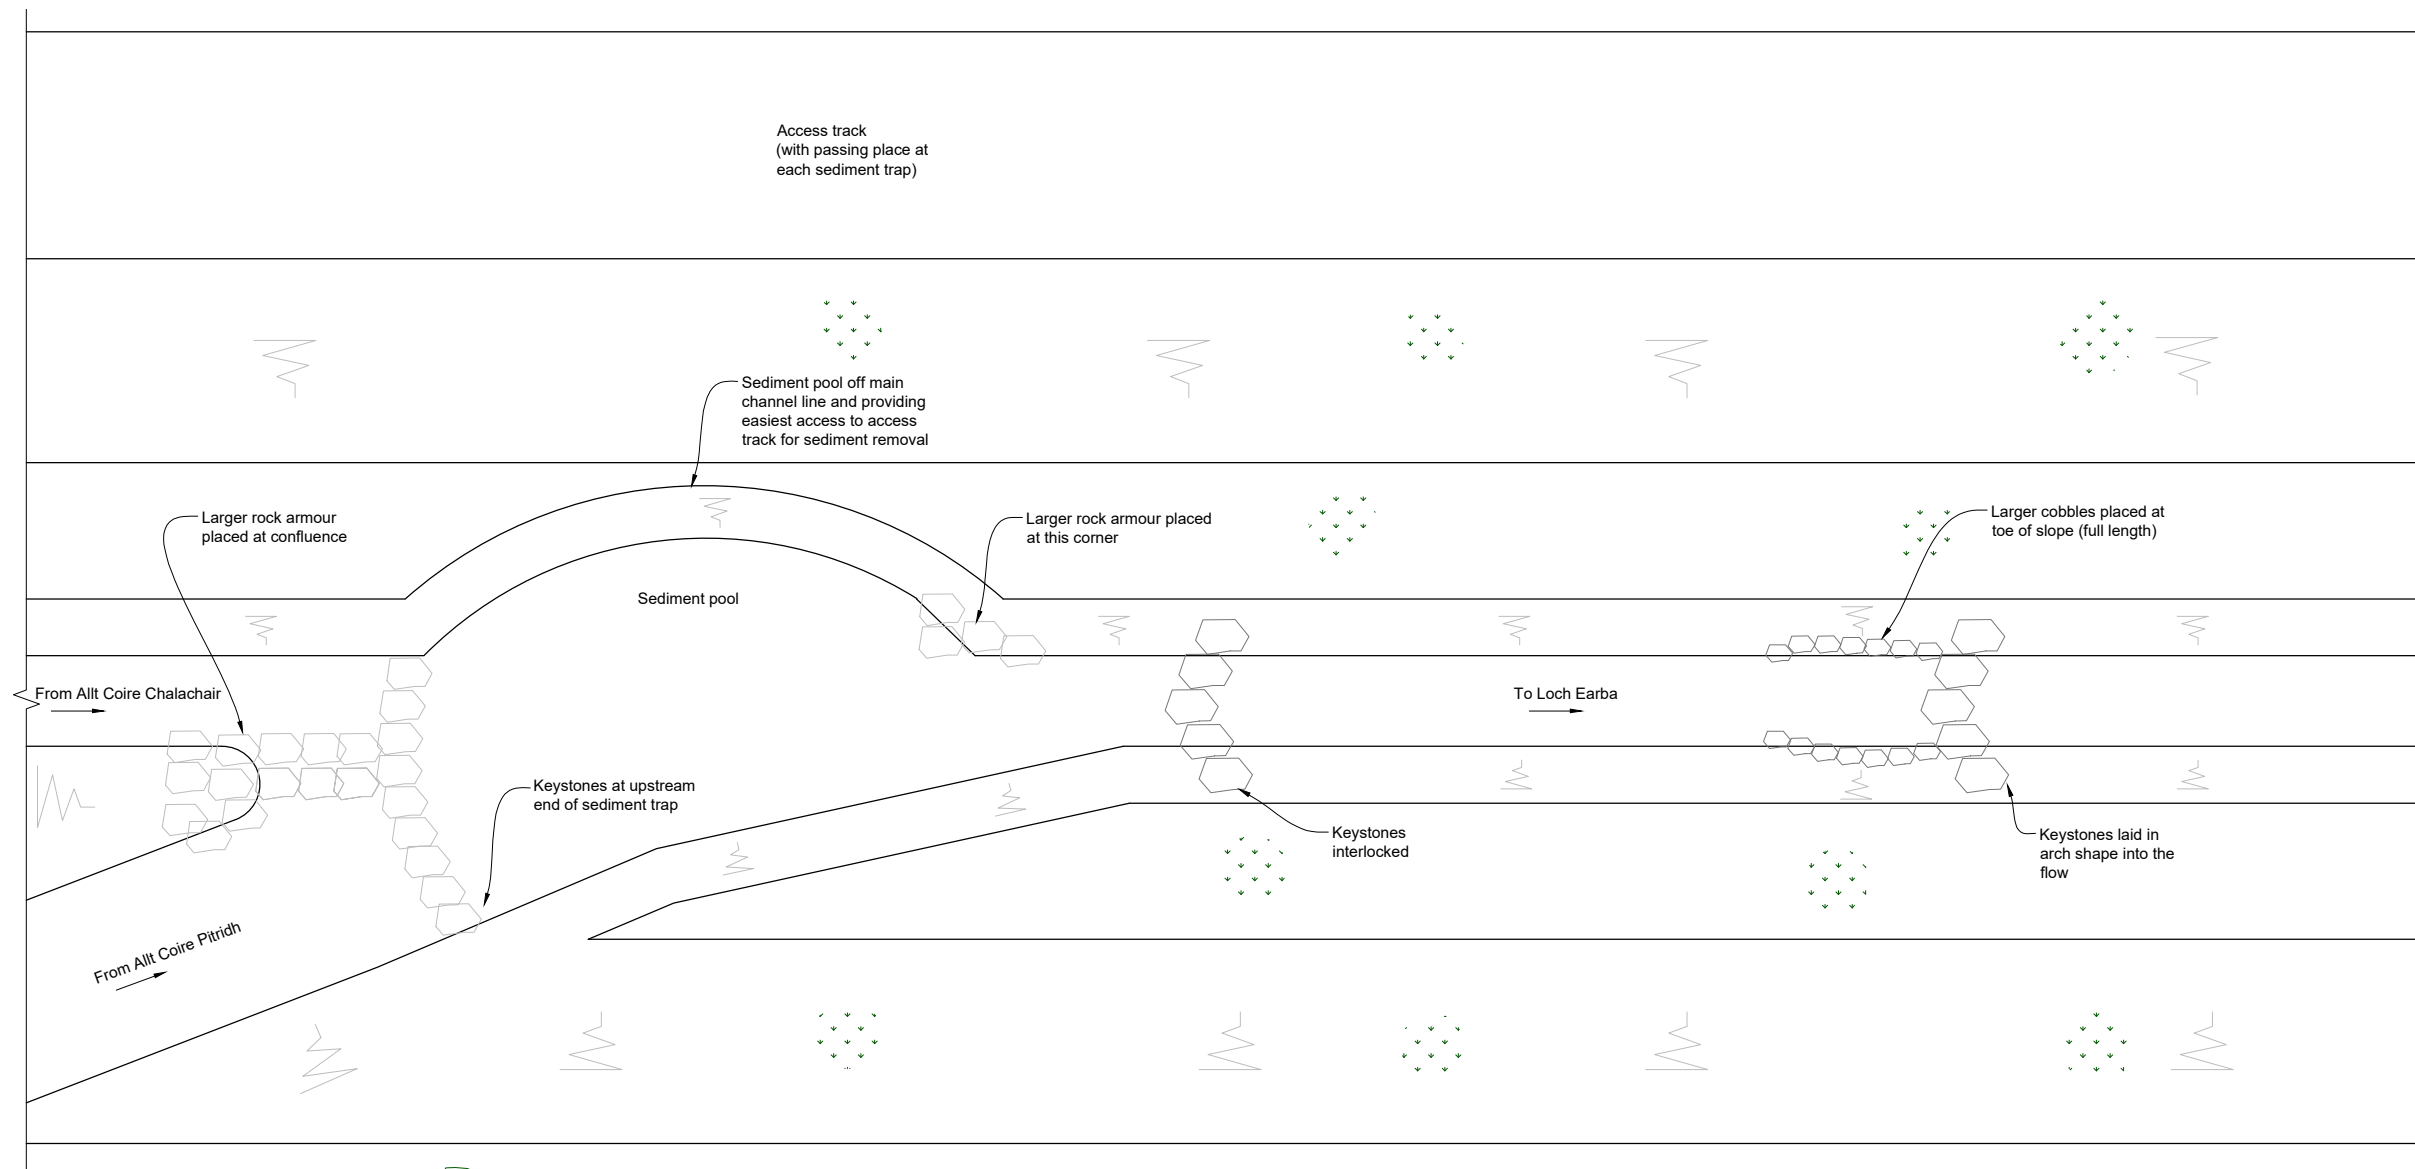 Access track
(with passing place at
each sediment trap)
Sediment pool off main
channel line and providing
easiest access to access
track for sediment removal
Larger rock armour
placed at confluence
Larger rock armour placed
at this corner
Larger cobbles placed at
toe of slope (full length)
Sediment pool
From Allt Coire Chalachair
To Loch Earba
Keystones at upstream
end of sediment trap
Keystones
interlocked
Keystones laid in
arch shape into the
flow
From Allt Coire Pitridh